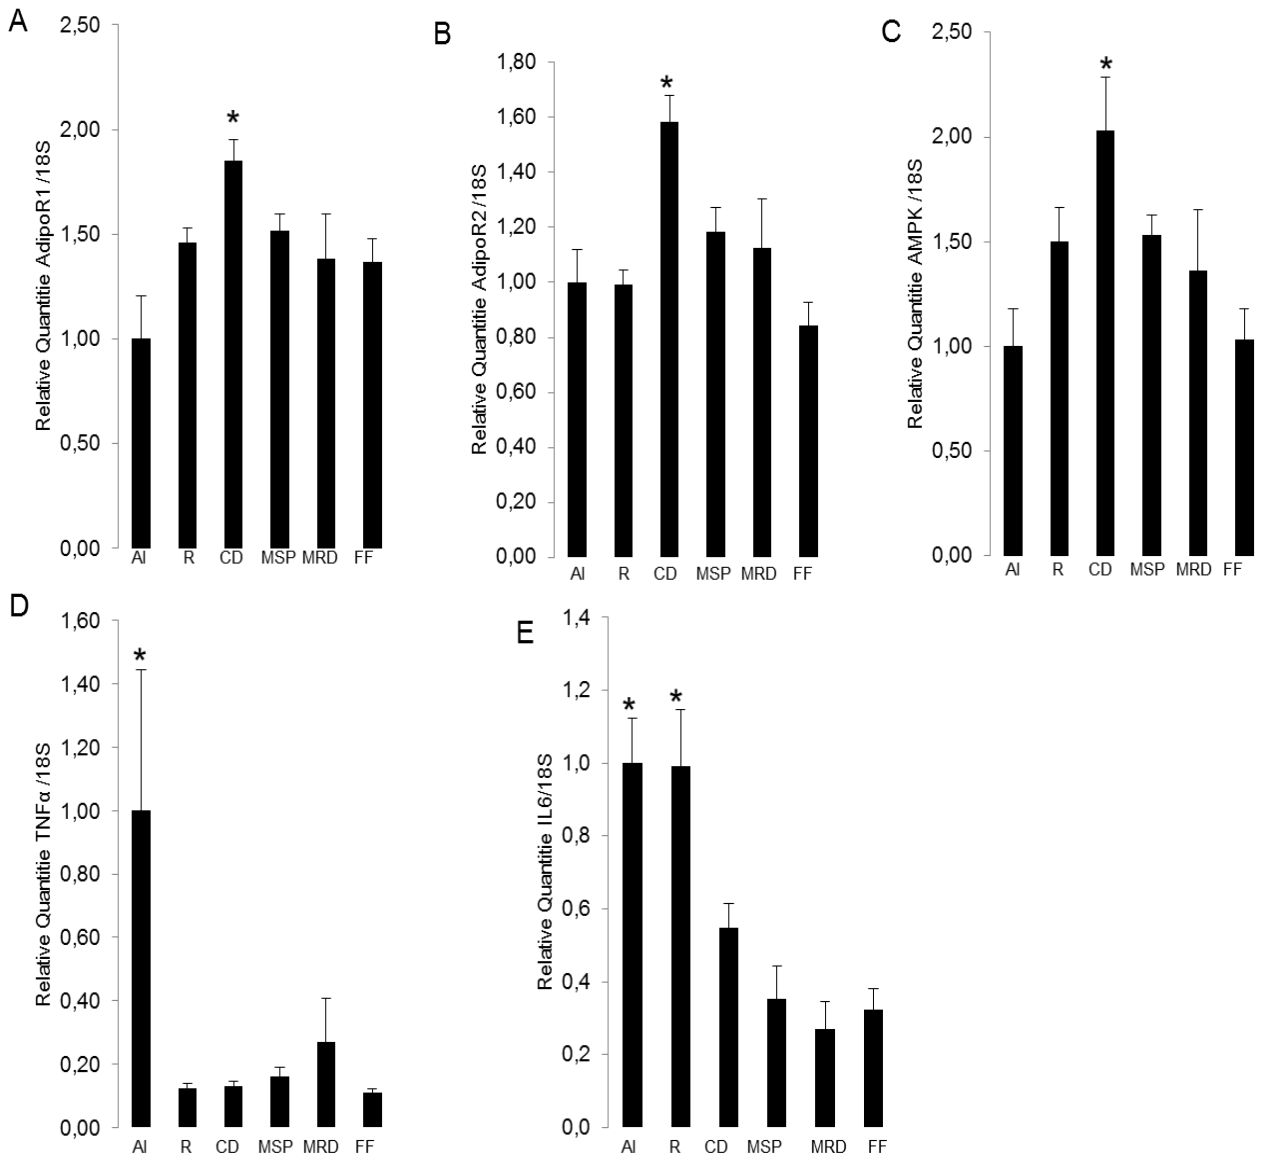 A
Relative Quantitie AdipoR1 /18S
2,50
2,00
1,50
1,00
0,50
0,00
*
AI R CD MSP MRD FF
B
Relative Quantitie AdipoR2 /18S
1,80
1,60
1,40
1,20
1,00
0,80
0,60
0,40
0,20
0,00
*
AI R CD MSP MRD FF
C
Relative Quantitie AMPK /18S
2,50
2,00
1,50
1,00
0,50
0,00
*
AI R CD MSP MRD FF
D
Relative Quantitie TNFα /18S
1,60
1,40
1,20
1,00
0,80
0,60
0,40
0,20
0,00
*
AI R CD MSP MRD FF
E
Relative Quantitie IL6/18S
1,4
1,2
1,0
0,8
0,6
0,4
0,2
0,0
* *
AI R CD MSP MRD FF